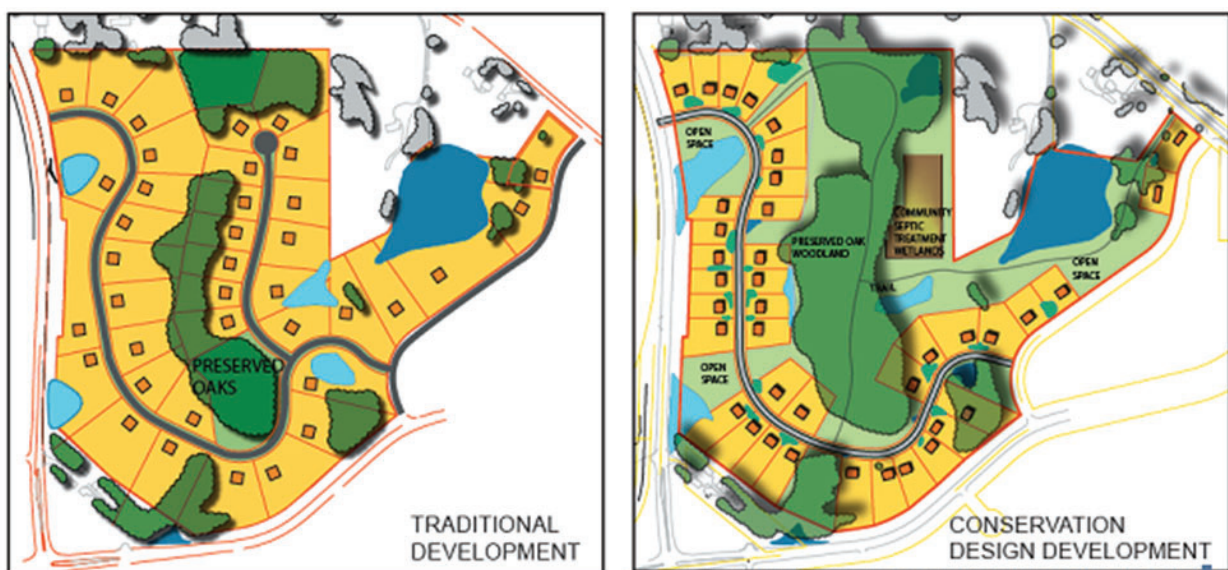 PRESERVED
OAKS
TRADITIONAL
DEVELOPMENT
OPEN
SPACE
COMMUNITY
SEPTIC
TREATMENT
WETLANDS
PRESERVED OAK
WOODLAND
OPEN
SPACE
TRAIL
OPEN
SPACE
CONSERVATION
DESIGN DEVELOPMENT